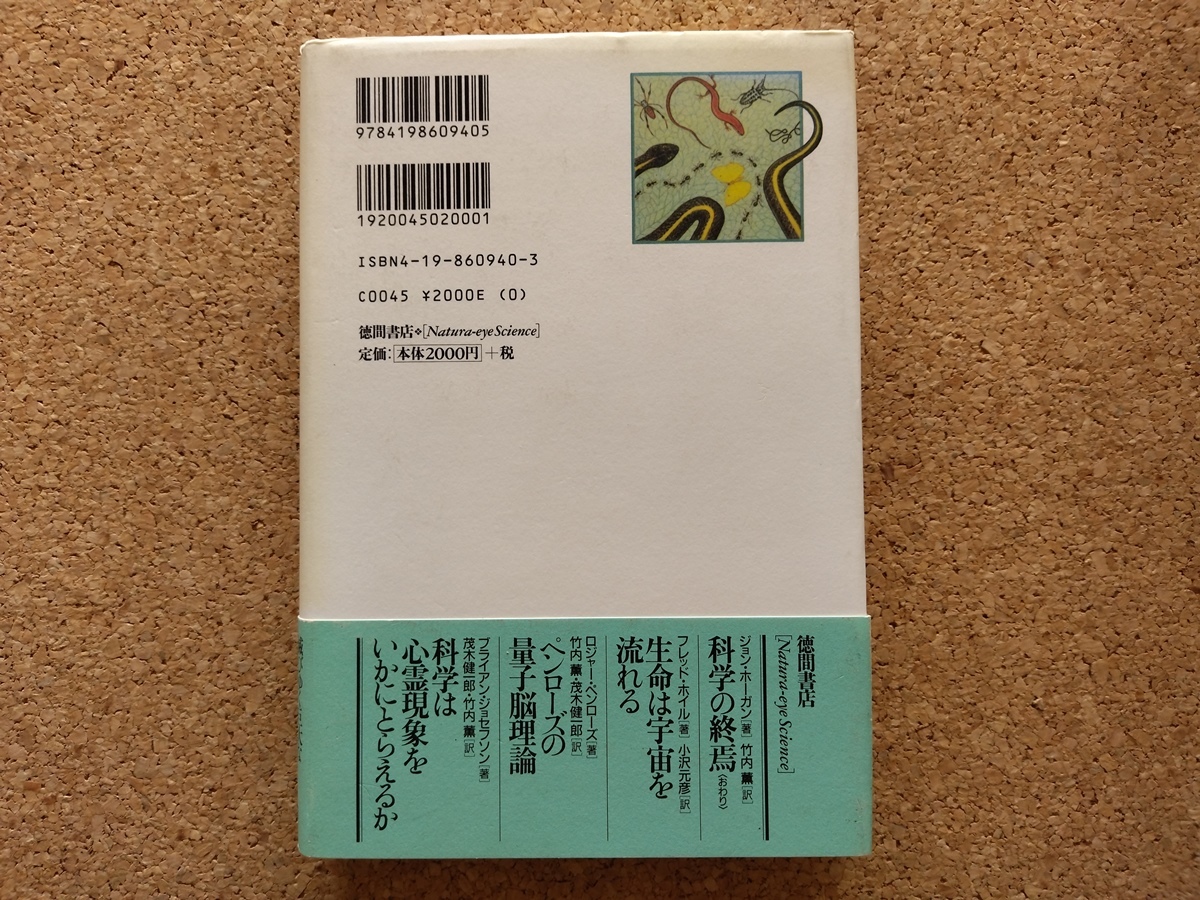 9784198609405
1920045020001
ISBN4-19-860940-3
C0045 ¥2000E (0)
徳間書店❖[Natura-eye Science]
定価：本体2000円＋税
徳間書店
[Natura-eye Science]
ジョン・ホーガン[著] 竹内 薫[訳]
科学の終焉〈おわり〉
フレッド・ホイル[著] 小沢元彦[訳]
生命は宇宙を
流れる
ロジャー・ペンローズ[著]
竹内 薫・茂木健一郎[訳]
ペンローズの
量子脳理論
ブライアン・ジョセフソン[著]
茂木健一郎・竹内 薫[訳]
科学は
心霊現象を
いかにとらえるか